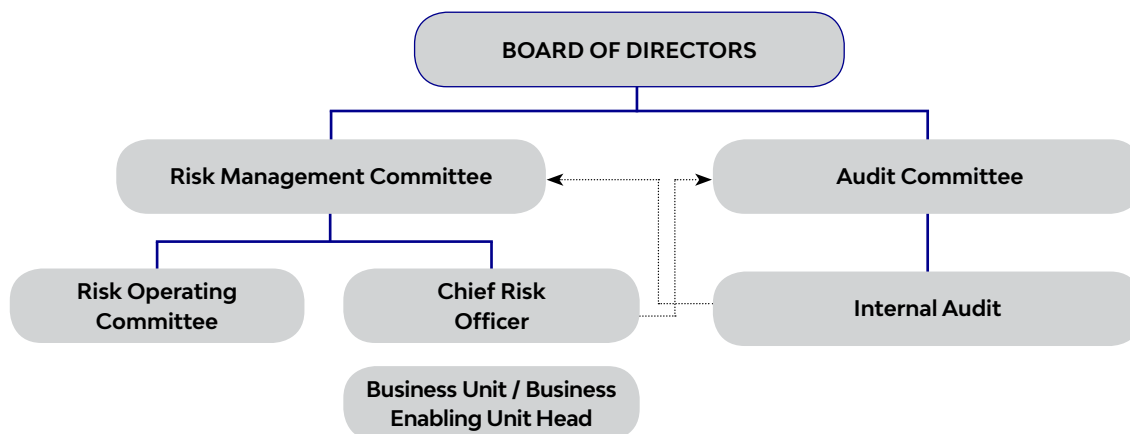 BOARD OF DIRECTORS
Risk Management Committee
Audit Committee
Risk Operating
Committee
Chief Risk
Officer
Internal Audit
Business Unit / Business
Enabling Unit Head